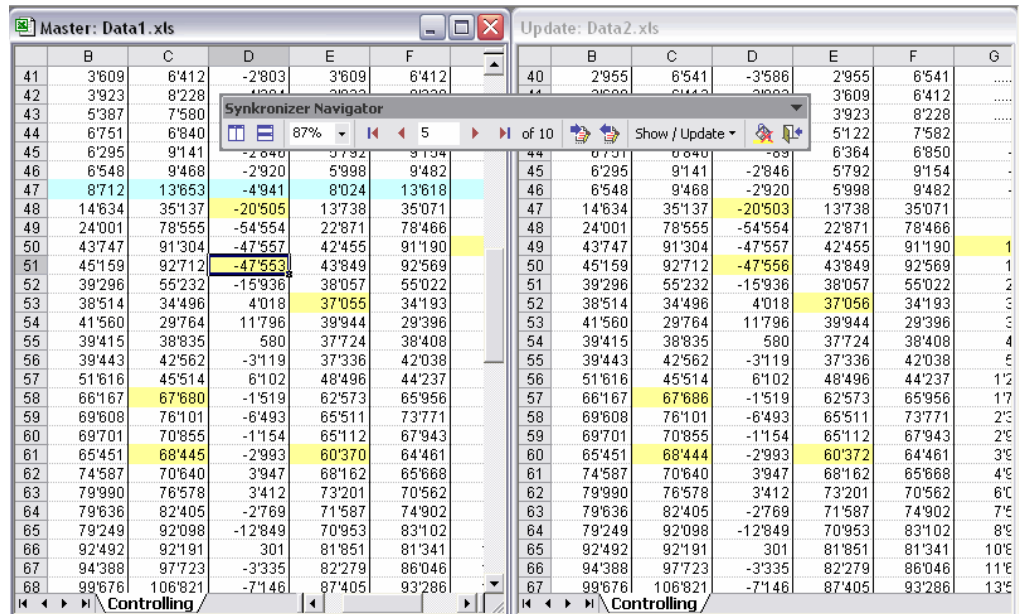 Master: Data1.xls
B C D E F
41 3'609 6'412 -2'803 3'609 6'412
42 3'923 8'228
43 5'387 7'580
44 6'751 6'840
45 6'295 9'141 -2'846 5'792 9'154
46 6'548 9'468 -2'920 5'998 9'482
47 8'712 13'653 -4'941 8'024 13'618
48 14'634 35'137 -20'505 13'738 35'071
49 24'001 78'555 -54'554 22'871 78'466
50 43'747 91'304 -47'557 42'455 91'190
51 45'159 92'712 -47'553 43'849 92'569
52 39'296 55'232 -15'936 38'057 55'022
53 38'514 34'496 4'018 37'055 34'193
54 41'560 29'764 11'796 39'944 29'396
55 39'415 38'835 580 37'724 38'408
56 39'443 42'562 -3'119 37'336 42'038
57 51'616 45'514 6'102 48'496 44'237
58 66'167 67'680 -1'519 62'573 65'956
59 69'608 76'101 -6'493 65'511 73'771
60 69'701 70'855 -1'154 65'112 67'943
61 65'451 68'445 -2'993 60'370 64'461
62 74'587 70'640 3'947 68'162 65'668
63 79'990 76'578 3'412 73'201 70'562
64 79'636 82'405 -2'769 71'587 74'902
65 79'249 92'098 -12'849 70'953 83'102
66 92'492 92'191 301 81'851 81'341
67 94'388 97'723 -3'335 82'279 86'046
68 99'676 106'821 -7'146 87'405 93'286
Controlling
Synkronizer Navigator
87% 5 of 10 Show / Update
Update: Data2.xls
B C D E F G
40 2'955 6'541 -3'586 2'955 6'541 .....
3'609 6'412 .....
3'923 8'228
5'122 7'582
44 6'751 6'840 -89 6'364 6'850
45 6'295 9'141 -2'846 5'792 9'154
46 6'548 9'468 -2'920 5'998 9'482
47 14'634 35'137 -20'503 13'738 35'071
48 24'001 78'555 -54'554 22'871 78'466
49 43'747 91'304 -47'557 42'455 91'190 1
50 45'159 92'712 -47'556 43'849 92'569 1
51 39'296 55'232 -15'936 38'057 55'022
52 38'514 34'496 4'018 37'056 34'193
53 41'560 29'764 11'796 39'944 29'396
54 39'415 38'835 580 37'724 38'408
55 39'443 42'562 -3'119 37'336 42'038
56 51'616 45'514 6'102 48'496 44'237
57 66'167 67'686 -1'519 62'573 65'956
58 69'608 76'101 -6'493 65'511 73'771
59 69'701 70'855 -1'154 65'112 67'943
60 65'451 68'444 -2'993 60'372 64'461
61 74'587 70'640 3'947 68'162 65'668
62 79'990 76'578 3'412 73'201 70'562
63 79'636 82'405 -2'769 71'587 74'902
64 79'249 92'098 -12'849 70'953 83'102
65 92'492 92'191 301 81'851 81'341
66 94'388 97'723 -3'335 82'279 86'046
67 99'676 106'821 -7'146 87'405 93'286
Controlling